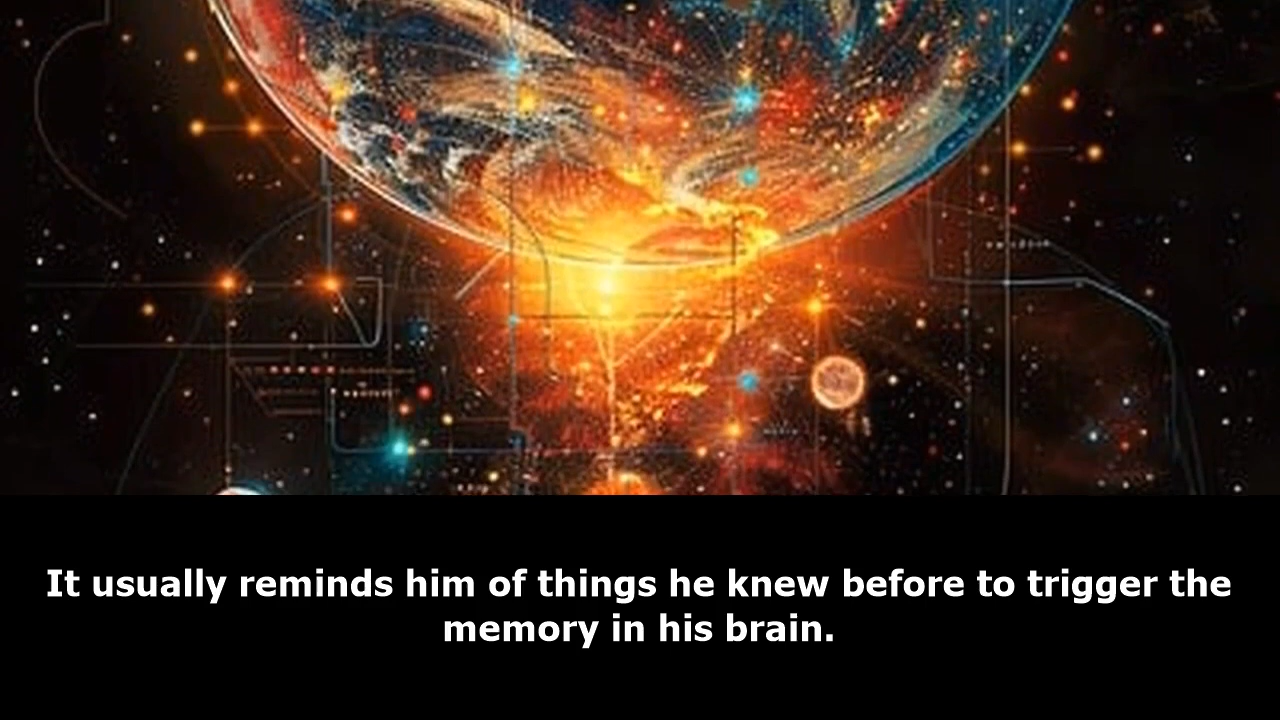 It usually reminds him of things he knew before to trigger the
memory in his brain.